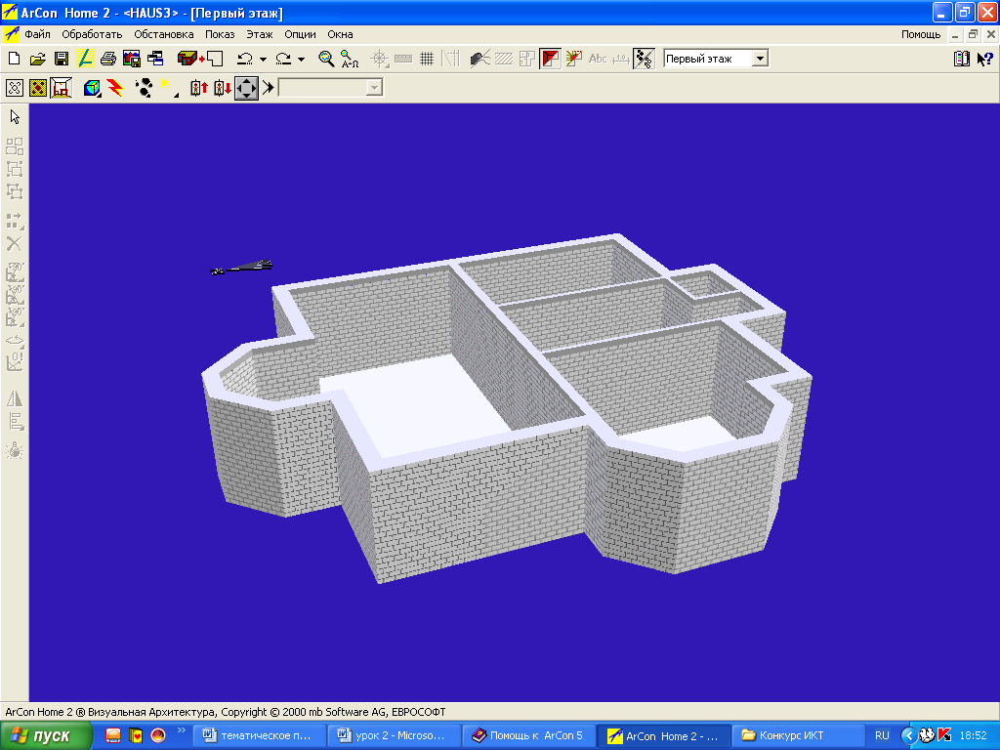 ArCon Home 2 - <HAUS3> - [Первый этаж]
Файл Обработать Обстановка Показ Этаж Опции Окна Помощь
Abc Первый этаж
ArCon Home 2 ® Визуальная Архитектура, Copyright © 2000 mb Software AG, ЕВРОСОФТ
пуск тематическое п... урок 2 - Microso... Помощь к ArCon 5 ArCon Home 2 - ... Конкурс ИКТ RU 18:52